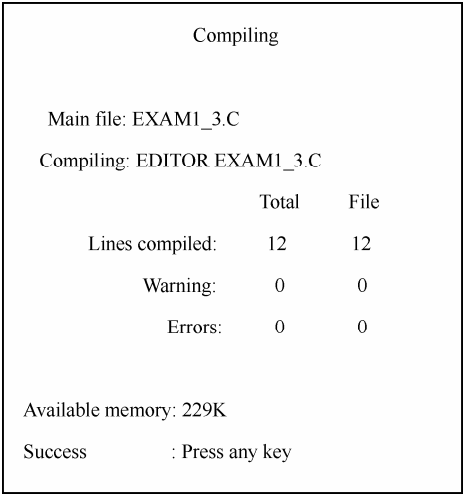 Compiling
Main file: EXAM1_3.C
Compiling: EDITOR EXAM1_3.C
Total File
Lines compiled: 12 12
Warning: 0 0
Errors: 0 0
Available memory: 229K
Success : Press any key